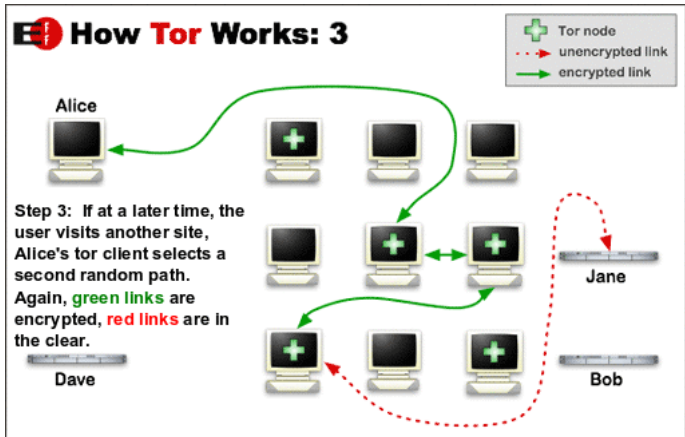 EFF How Tor Works: 3
Tor node
unencrypted link
encrypted link
Alice
Step 3: If at a later time, the
user visits another site,
Alice's tor client selects a
second random path.
Again, green links are
encrypted, red links are in
the clear.
Jane
Dave
Bob